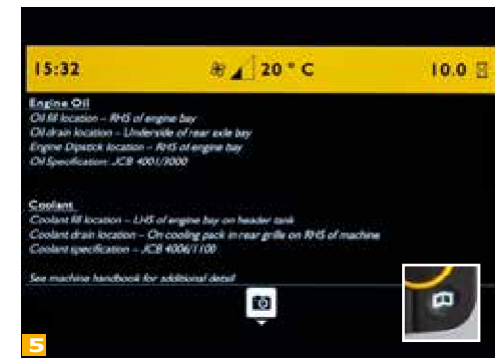 15:32 20 ° C 10.0
Engine Oil
Oil fill location – RHS of engine bay
Oil drain location – Underside of rear axle bay
Engine Dipstick location – RHS of engine bay
Oil Specification: JCB 4001/3000
Coolant
Coolant fill location – LHS of engine bay on header tank
Coolant drain location – On cooling pack in rear grille on RHS of machine
Coolant specification – JCB 4006/1100
See machine handbook for additional detail
5